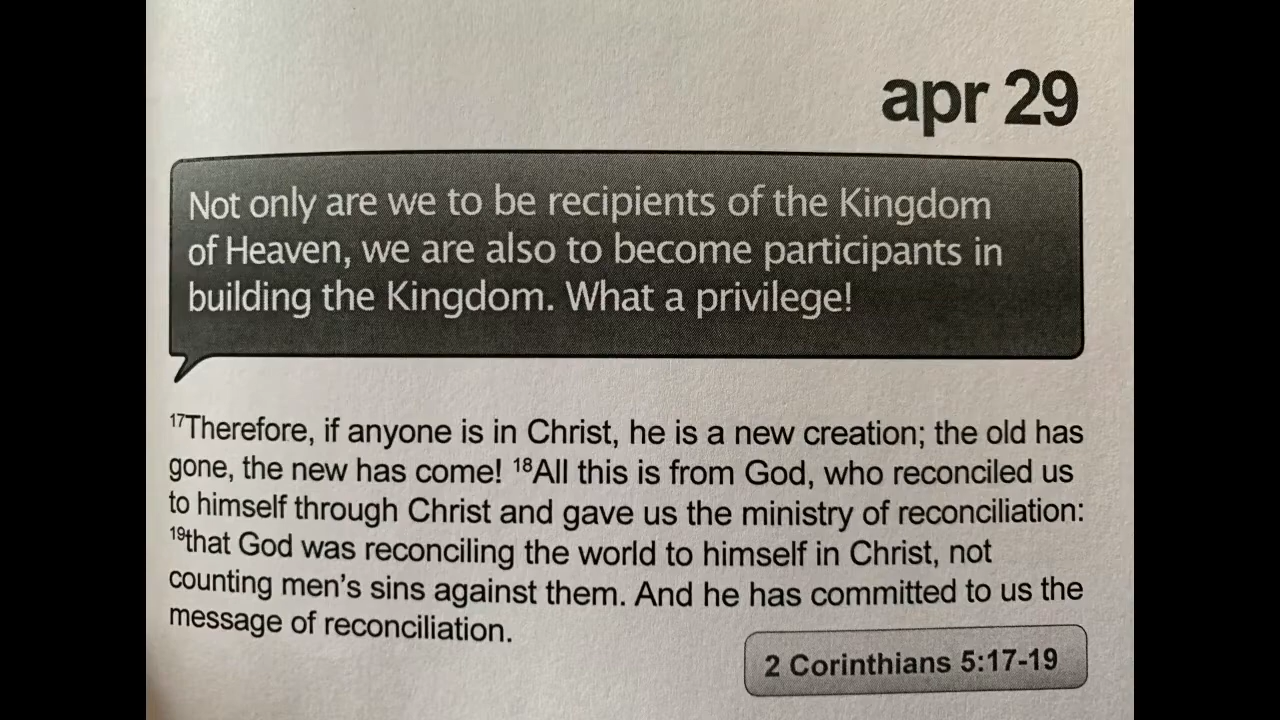 apr 29
Not only are we to be recipients of the Kingdom
of Heaven, we are also to become participants in
building the Kingdom. What a privilege!
17Therefore, if anyone is in Christ, he is a new creation; the old has
gone, the new has come! 18All this is from God, who reconciled us
to himself through Christ and gave us the ministry of reconciliation:
19that God was reconciling the world to himself in Christ, not
counting men's sins against them. And he has committed to us the
message of reconciliation.
2 Corinthians 5:17-19